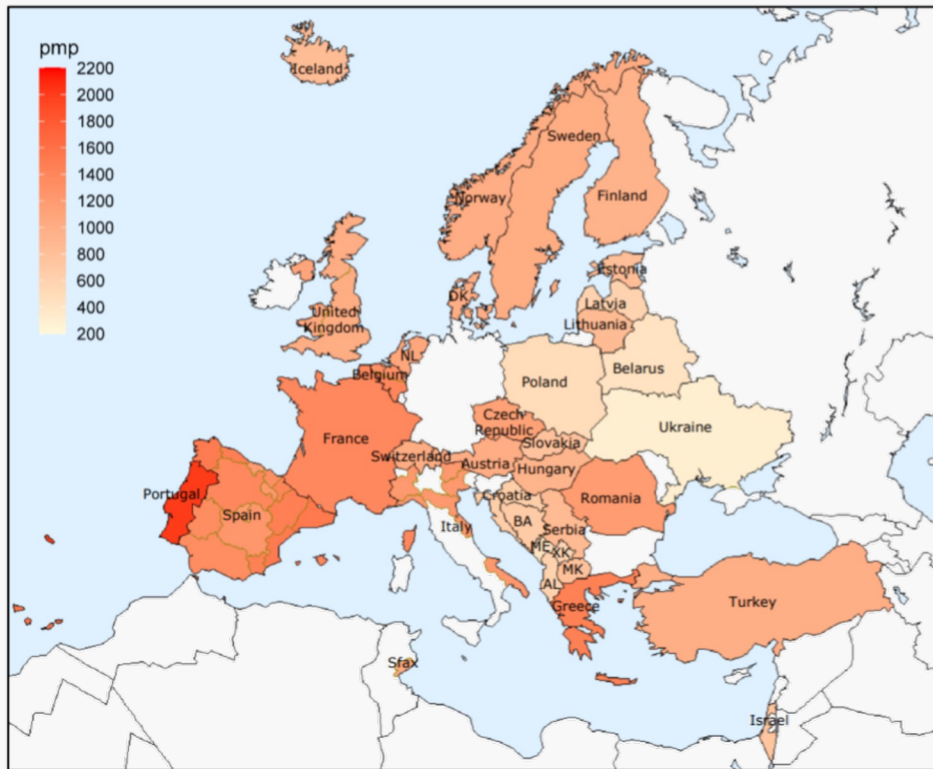 pmp
2200
2000
1800
1600
1400
1200
1000
800
600
400
200
Iceland
Sweden
Norway
Finland
Estonia
DK
Latvia
United
Kingdom
Lithuania
NL
Belgium
Belarus
Poland
Czech
Republic
Ukraine
France
Slovakia
Switzerland
Austria
Hungary
Portugal
Croatia
Romania
Spain
BA
Italy
Serbia
ME
XK
MK
AL
Greece
Turkey
Sfax
Israel